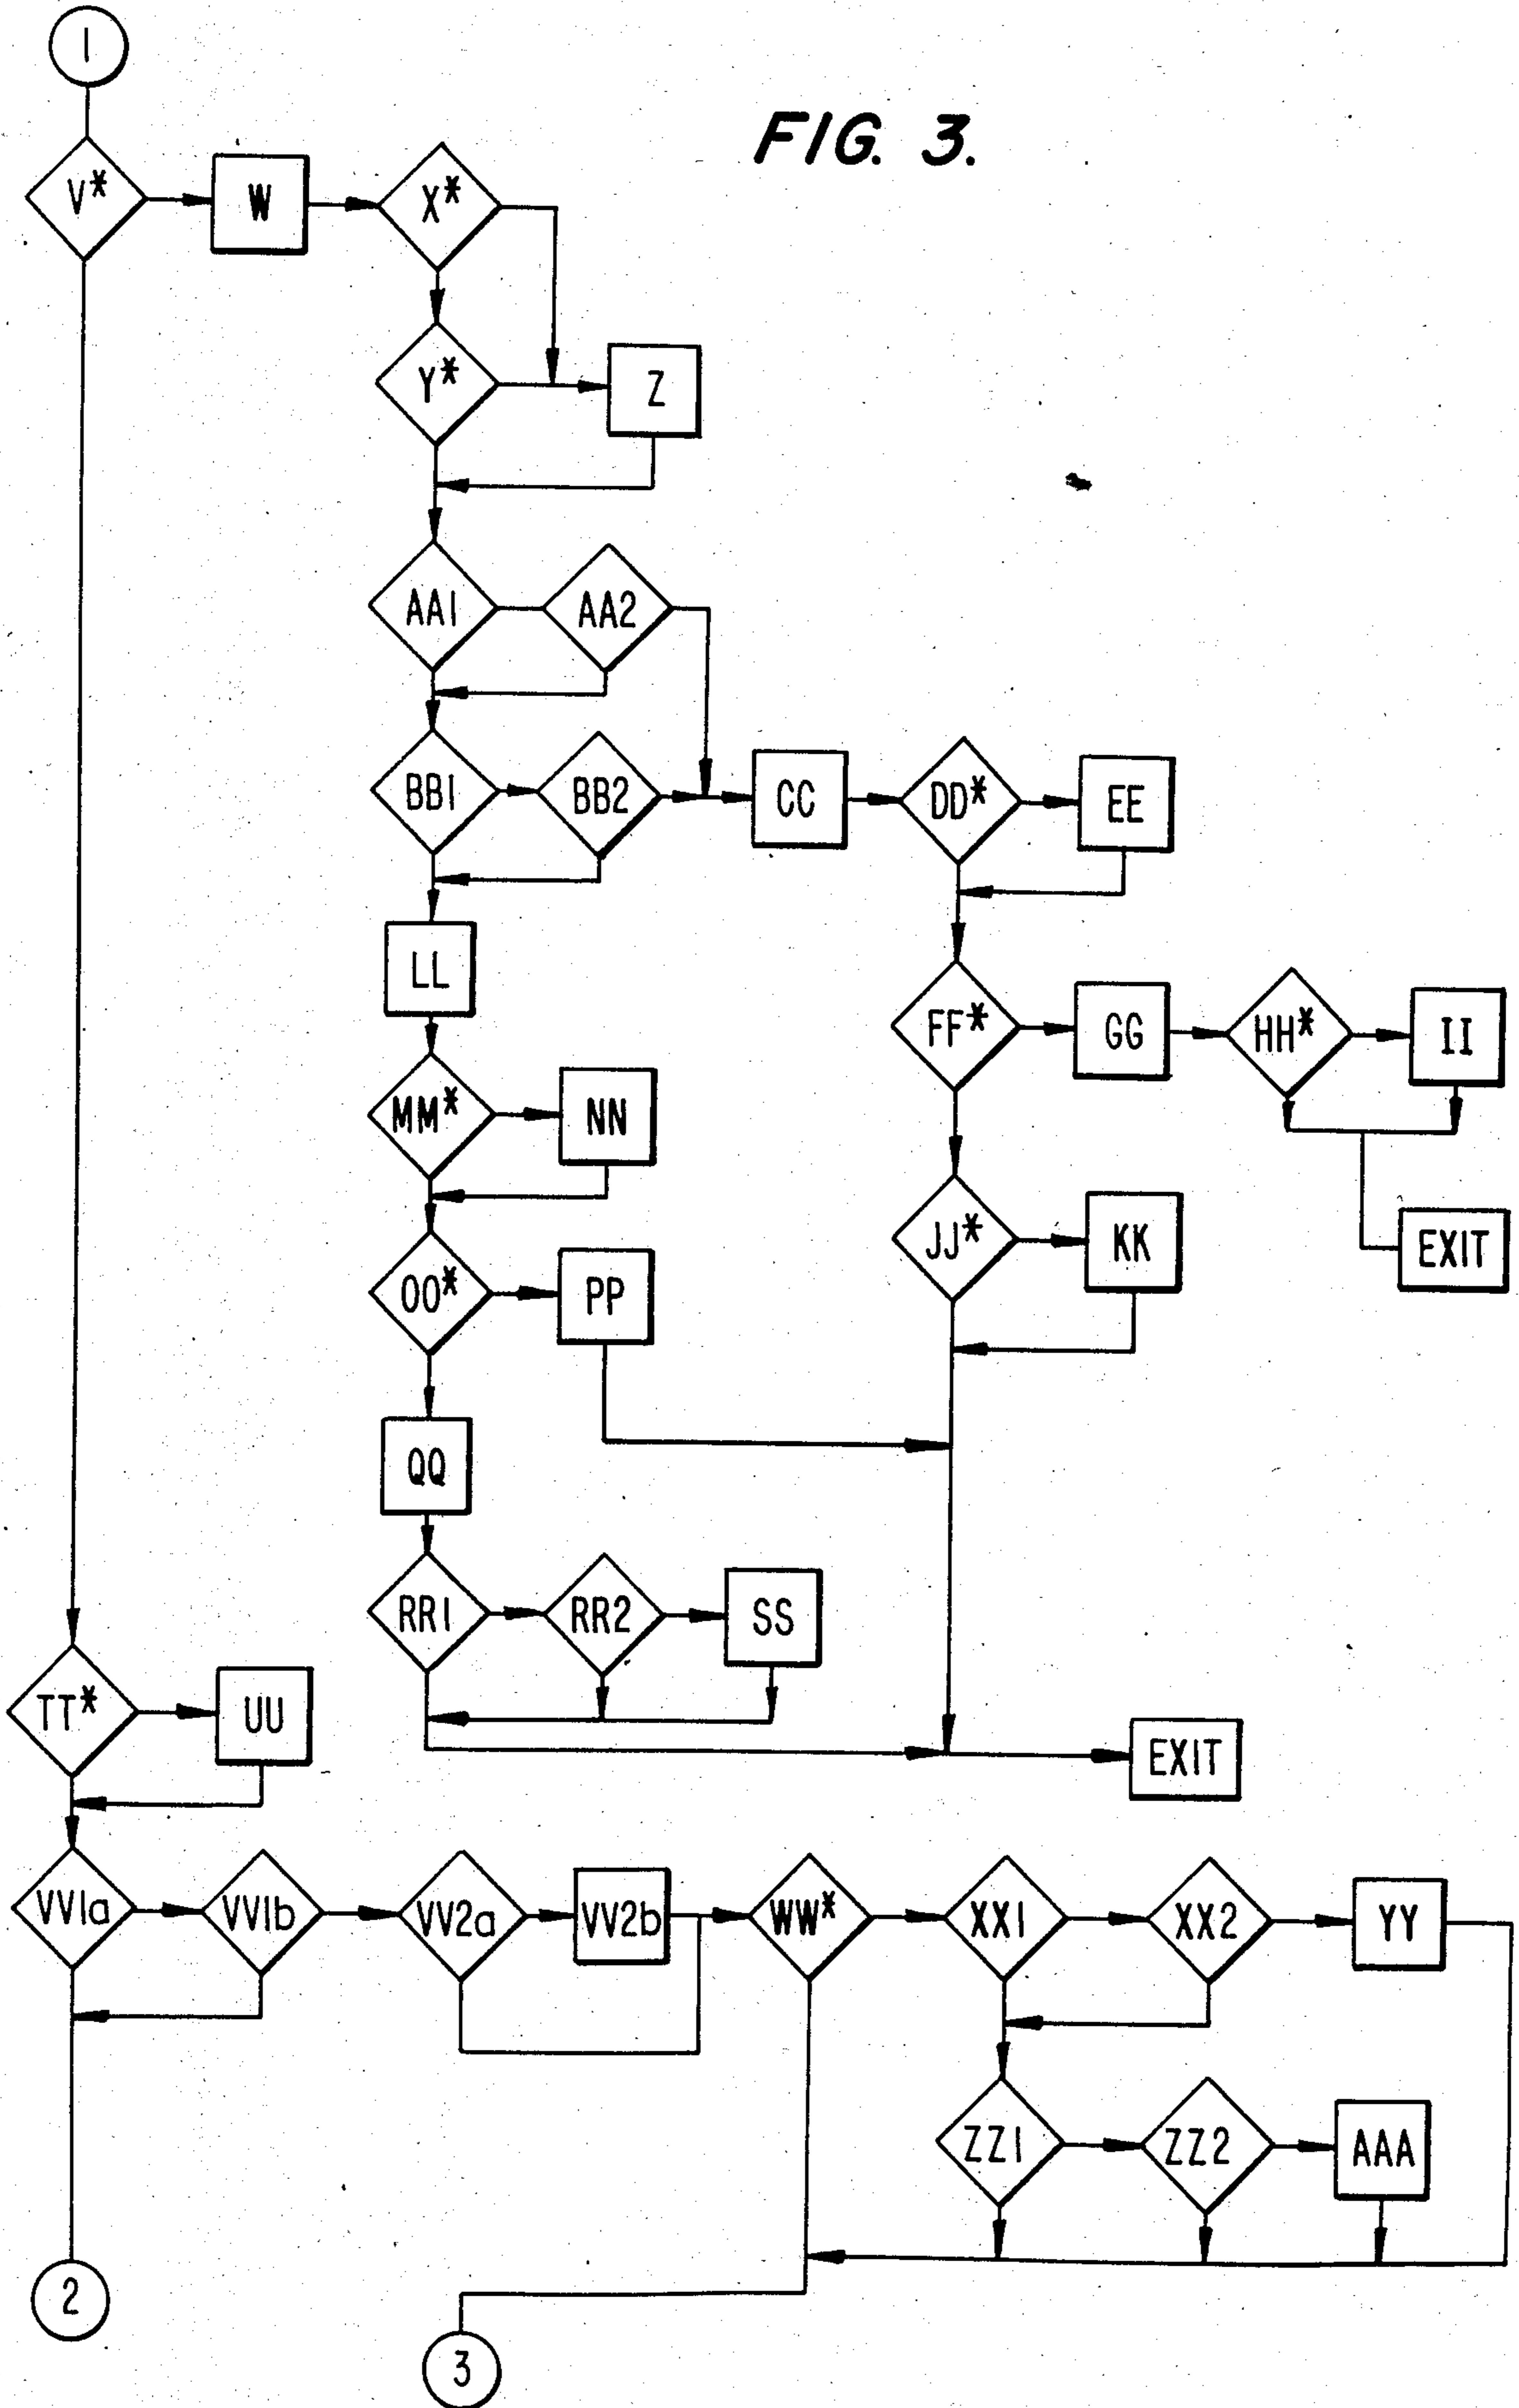 1
FIG. 3.
V*
W
X*
Y*
Z
AA1
AA2
BB1
BB2
CC
DD*
EE
LL
FF*
GG
HH*
II
MM*
NN
JJ*
KK
EXIT
OO*
PP
QQ
RR1
RR2
SS
TT*
UU
EXIT
VV1a
VV1b
VV2a
VV2b
WW*
XX1
XX2
YY
ZZ1
ZZ2
AAA
2
3